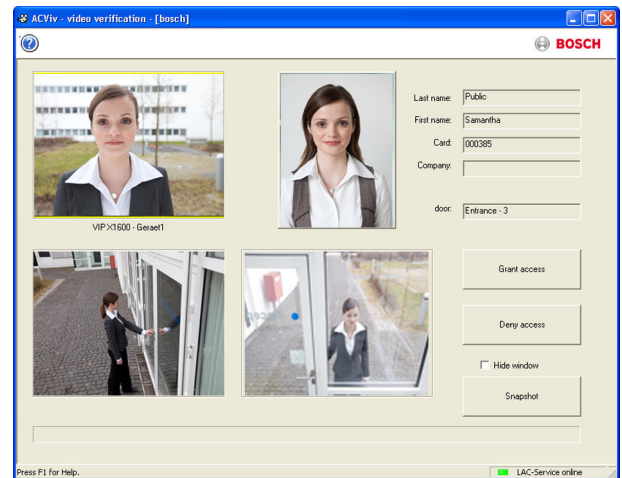 ACViv - video verification - [bosch]
BOSCH
Last name: Public
First name: Samantha
Card: 000385
Company:
door: Entrance - 3
VIP X1600 - Geraet1
Grant access
Deny access
Hide window
Snapshot
Press F1 for Help.
LAC-Service online